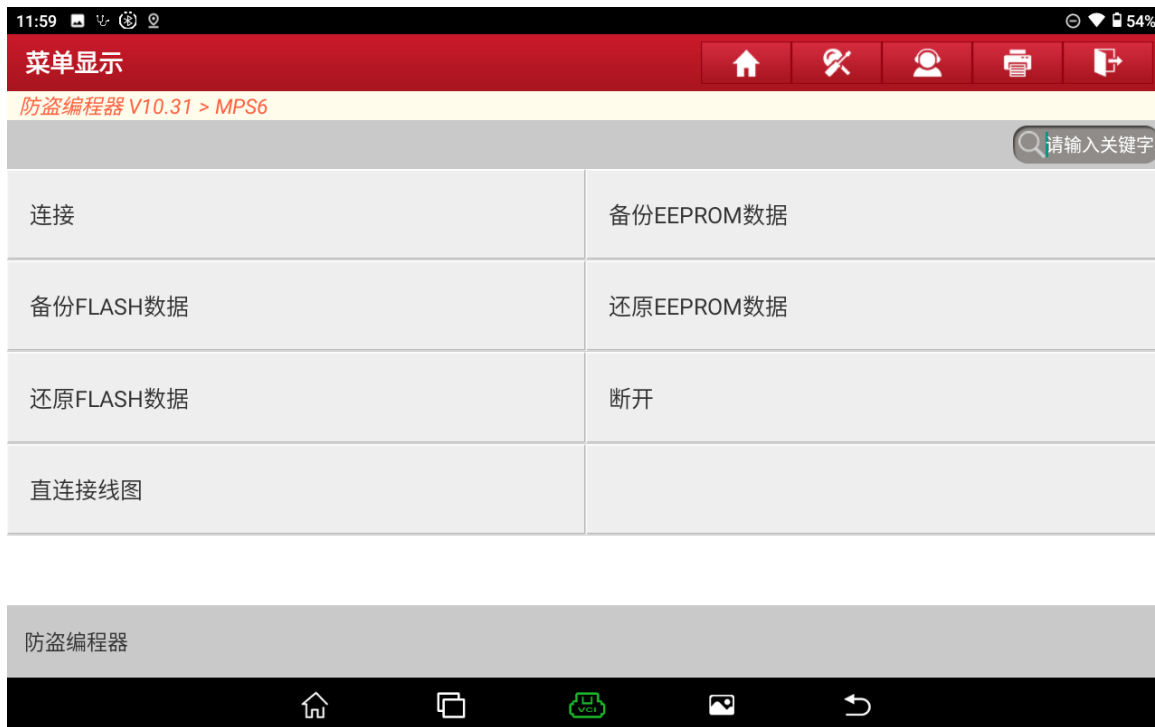 11:59
54%
菜单显示
防盗编程器 V10.31 > MPS6
请输入关键字
连接
备份EEPROM数据
备份FLASH数据
还原EEPROM数据
还原FLASH数据
断开
直连接线图
防盗编程器
VCI